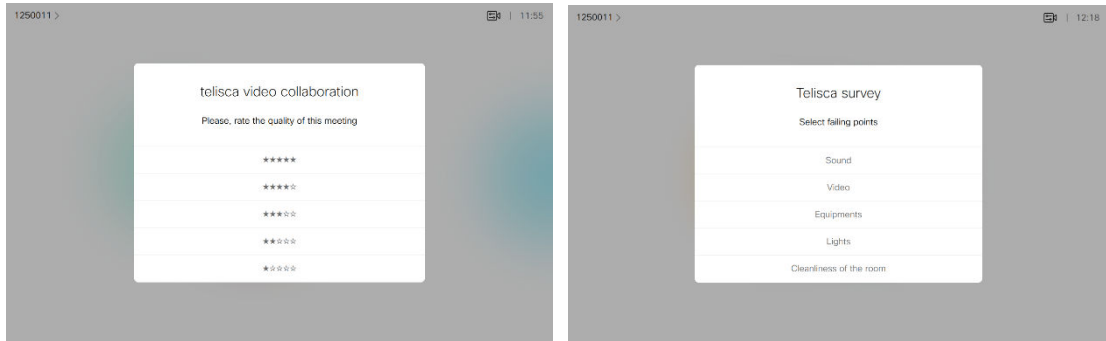 1250011 >
11:55
telisca video collaboration
Please, rate the quality of this meeting
★★★★★
★★★★☆
★★★☆☆
★★☆☆☆
★☆☆☆☆
1250011 >
12:18
Telisca survey
Select failing points
Sound
Video
Equipments
Lights
Cleanliness of the room